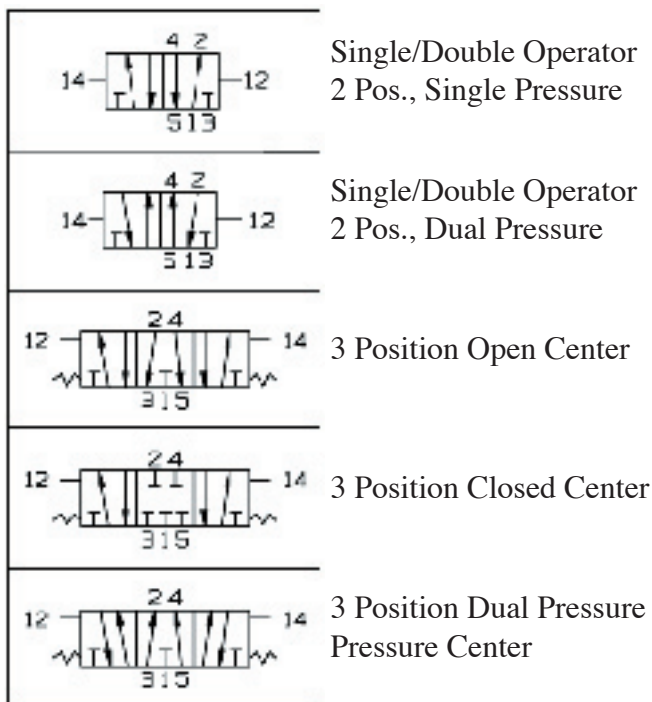 4 2
14 12
5 1 3
Single/Double Operator
2 Pos., Single Pressure
4 2
14 12
5 1 3
Single/Double Operator
2 Pos., Dual Pressure
2 4
12 14
3 1 5
3 Position Open Center
2 4
12 14
3 1 5
3 Position Closed Center
2 4
12 14
3 1 5
3 Position Dual Pressure
Pressure Center